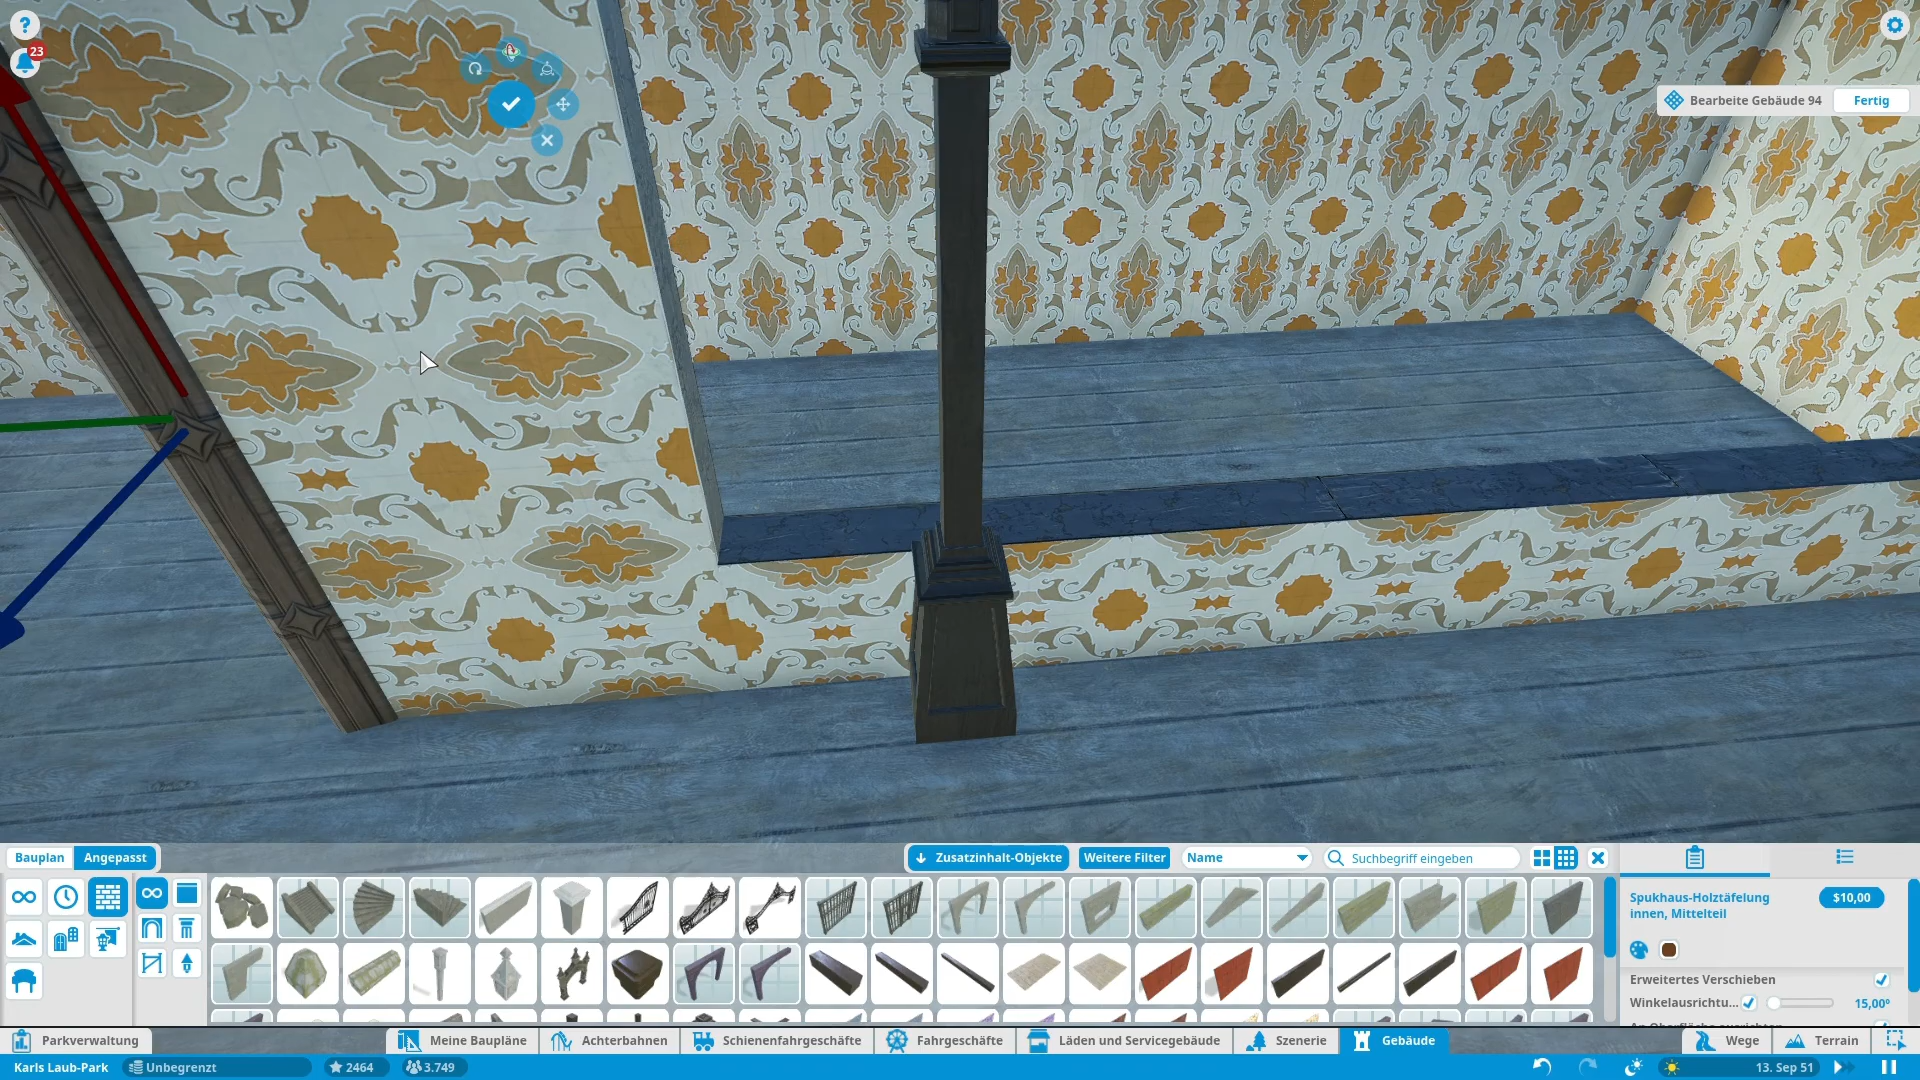 ?
23
Bearbeite Gebäude 94
Fertig
Bauplan
Angepasst
Zusatzinhalt-Objekte
Weitere Filter
Name
Suchbegriff eingeben
Spukhaus-Holztäfelung innen, Mittelteil
$10,00
Erweitertes Verschieben
Winkelausrichtu...
15,00°
Parkverwaltung
Meine Baupläne
Achterbahnen
Schienenfahrgeschäfte
Fahrgeschäfte
Läden und Servicegebäude
Szenerie
Gebäude
Wege
Terrain
Karls Laub-Park
Unbegrenzt
2464
3.749
13. Sep 51